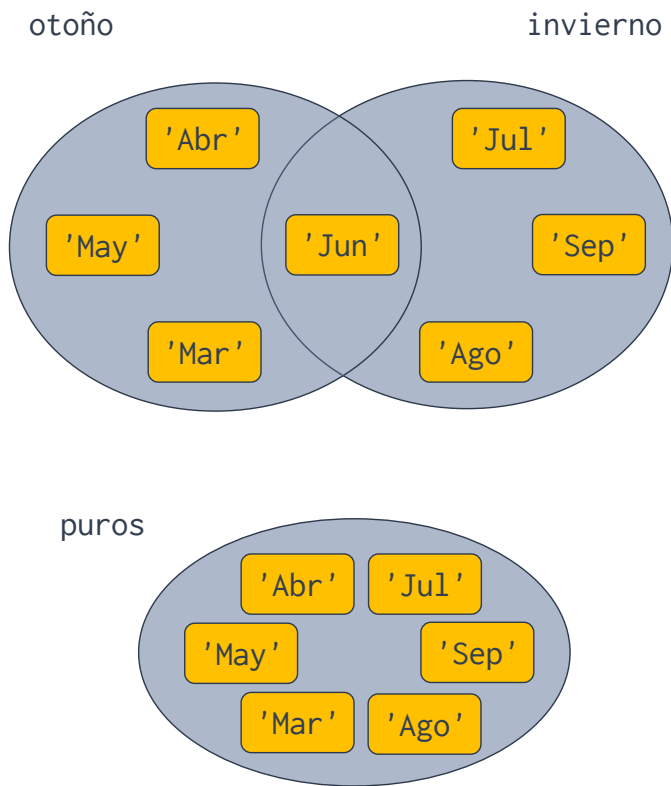 otoño invierno
'Abr' 'Jul'
'May' 'Jun' 'Sep'
'Mar' 'Ago'
puros
'Abr' 'Jul'
'May' 'Sep'
'Mar' 'Ago'